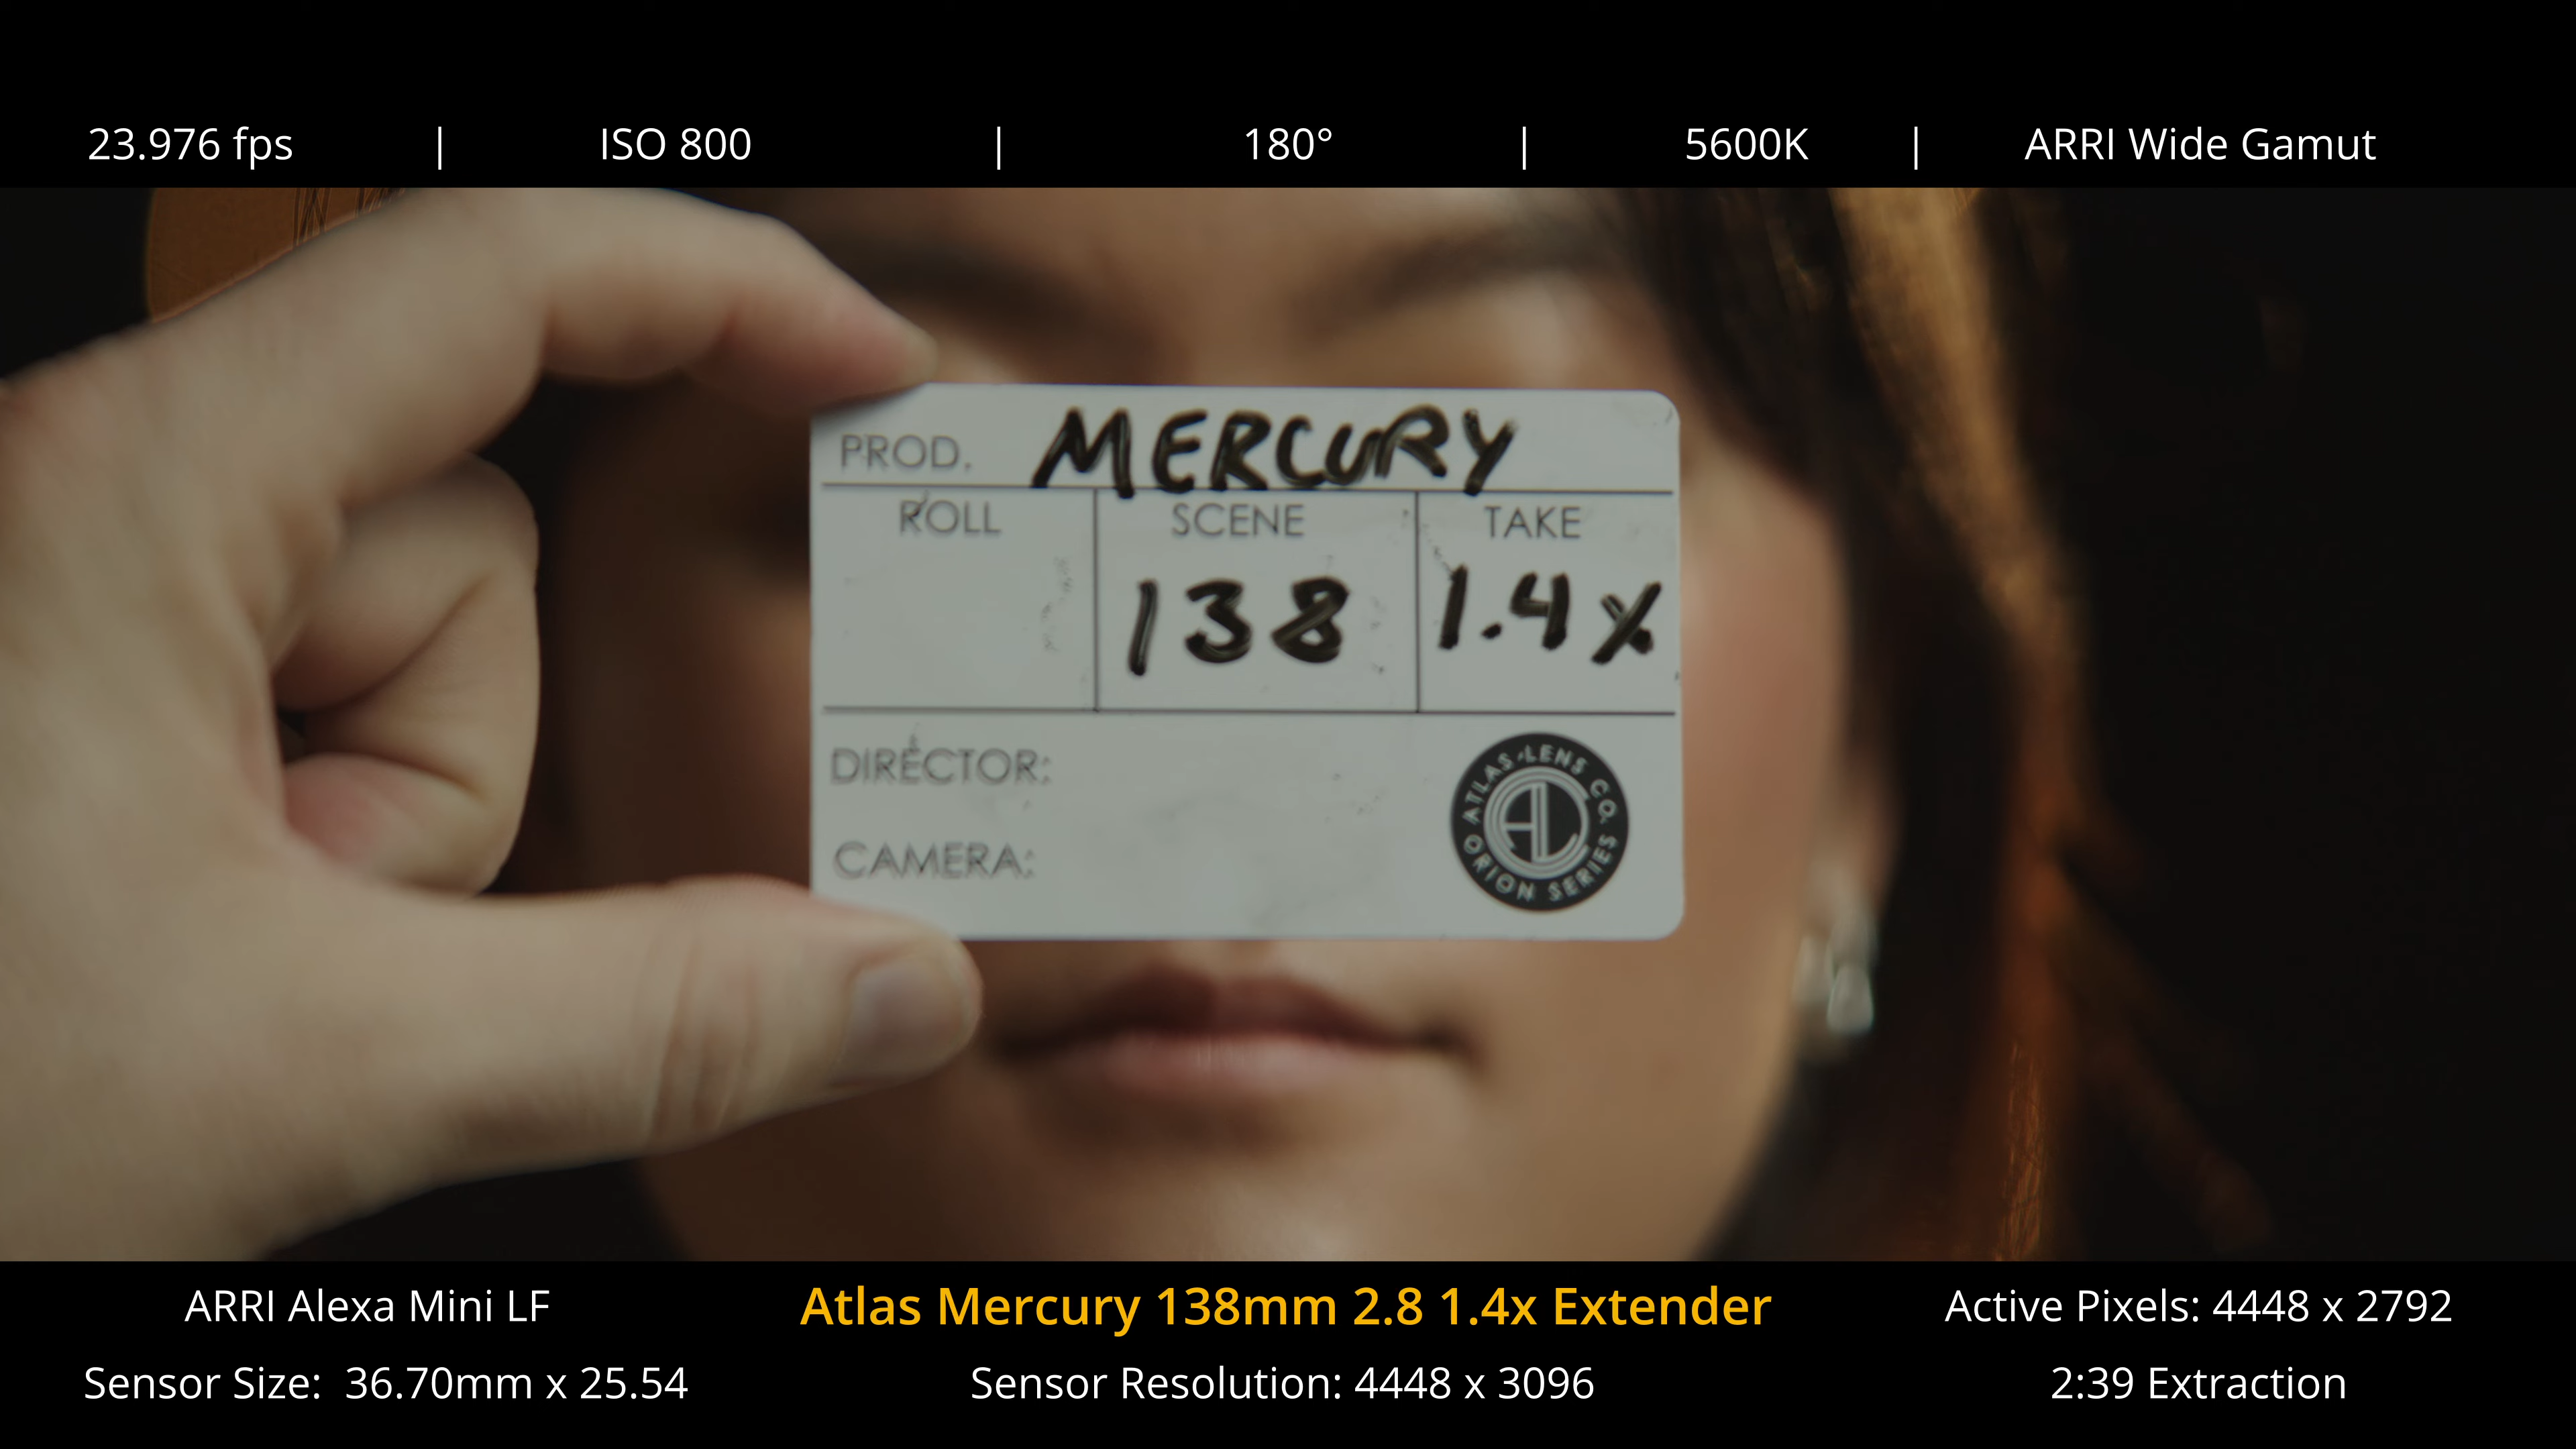 23.976 fps | ISO 800 | 180° | 5600K | ARRI Wide Gamut
PROD. MERCURY
ROLL SCENE TAKE
138 1.4x
DIRECTOR:
CAMERA:
ATLAS LENS CO.
ALC
ORION SERIES
ARRI Alexa Mini LF Atlas Mercury 138mm 2.8 1.4x Extender Active Pixels: 4448 x 2792
Sensor Size: 36.70mm x 25.54 Sensor Resolution: 4448 x 3096 2:39 Extraction